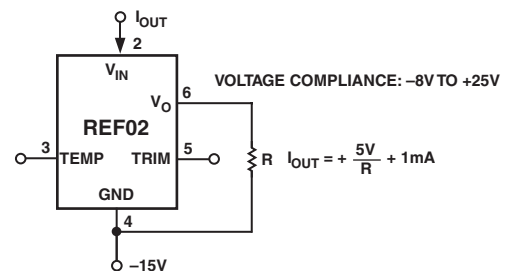 I_OUT
2
V_IN
VOLTAGE COMPLIANCE: –8V TO +25V
6
V_O
REF02
3
5
TEMP
TRIM
R
I_OUT = + 5V/R + 1mA
GND
4
–15V